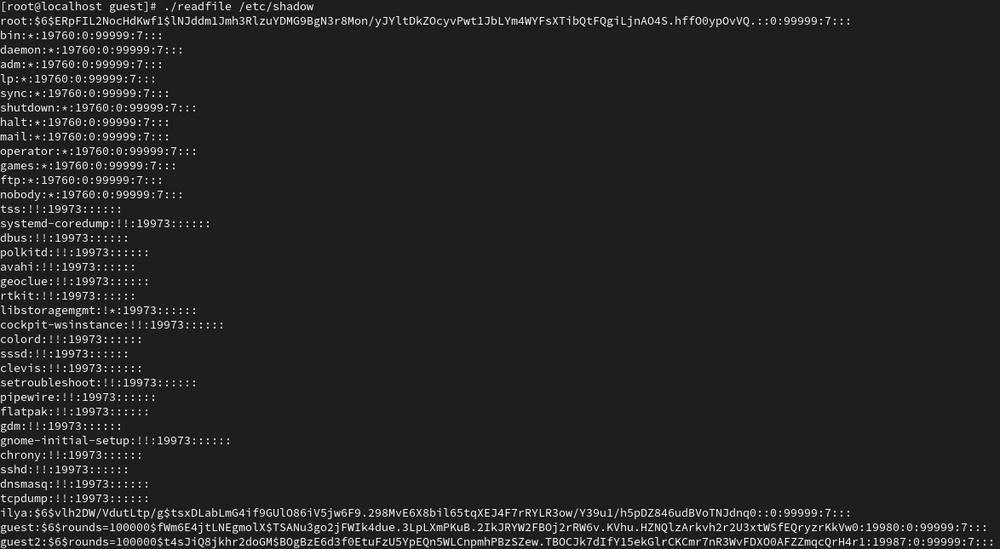 [root@localhost guest]# ./readfile /etc/shadow
root:$6$ERpFIL2NocHdKwf1$lNJddm1Jmh3RlzuYDMG9BgN3r8Mon/yJYltDkZOcyvPwt1JbLYm4WYFsXTibQtFQgiLjnAO4S.hffO0ypOvVQ.::0:99999:7:::
bin:*:19760:0:99999:7:::
daemon:*:19760:0:99999:7:::
adm:*:19760:0:99999:7:::
lp:*:19760:0:99999:7:::
sync:*:19760:0:99999:7:::
shutdown:*:19760:0:99999:7:::
halt:*:19760:0:99999:7:::
mail:*:19760:0:99999:7:::
operator:*:19760:0:99999:7:::
games:*:19760:0:99999:7:::
ftp:*:19760:0:99999:7:::
nobody:*:19760:0:99999:7:::
tss:!!:19973::::::
systemd-coredump:!!:19973::::::
dbus:!!:19973::::::
polkitd:!!:19973::::::
avahi:!!:19973::::::
geoclue:!!:19973::::::
rtkit:!!:19973::::::
libstoragemgmt:!*:19973::::::
cockpit-wsinstance:!!:19973::::::
colord:!!:19973::::::
sssd:!!:19973::::::
clevis:!!:19973::::::
setroubleshoot:!!:19973::::::
pipewire:!!:19973::::::
flatpak:!!:19973::::::
gdm:!!:19973::::::
gnome-initial-setup:!!:19973::::::
chrony:!!:19973::::::
sshd:!!:19973::::::
dnsmasq:!!:19973::::::
tcpdump:!!:19973::::::
ilya:$6$vlh2DW/VdutLtp/g$tsxDLabLmG4if9GUlO86iV5jw6F9.298MvE6X8bil65tqXEJ4F7rRYLR3ow/Y39u1/h5pDZ846udBVoTNJdnq0::0:99999:7:::
guest:$6$rounds=100000$fWm6E4jtLNEgmolX$TSANu3go2jFWIk4due.3LpLXmPKuB.2IkJRYW2FBOj2rRW6v.KVhu.HZNQlzArkvh2r2U3xtWSfEQryzrKkVw0:19980:0:99999:7:::
guest2:$6$rounds=100000$t4sJiQ8jkhr2doGM$BOgBzE6d3f0EtuFzU5YpEQn5WLCnpmhPBzSZew.TBOCJk7dIfY15ekGlrCKCmr7nR3WvFDXO0AFZZmqcQrH4r1:19987:0:99999:7:::